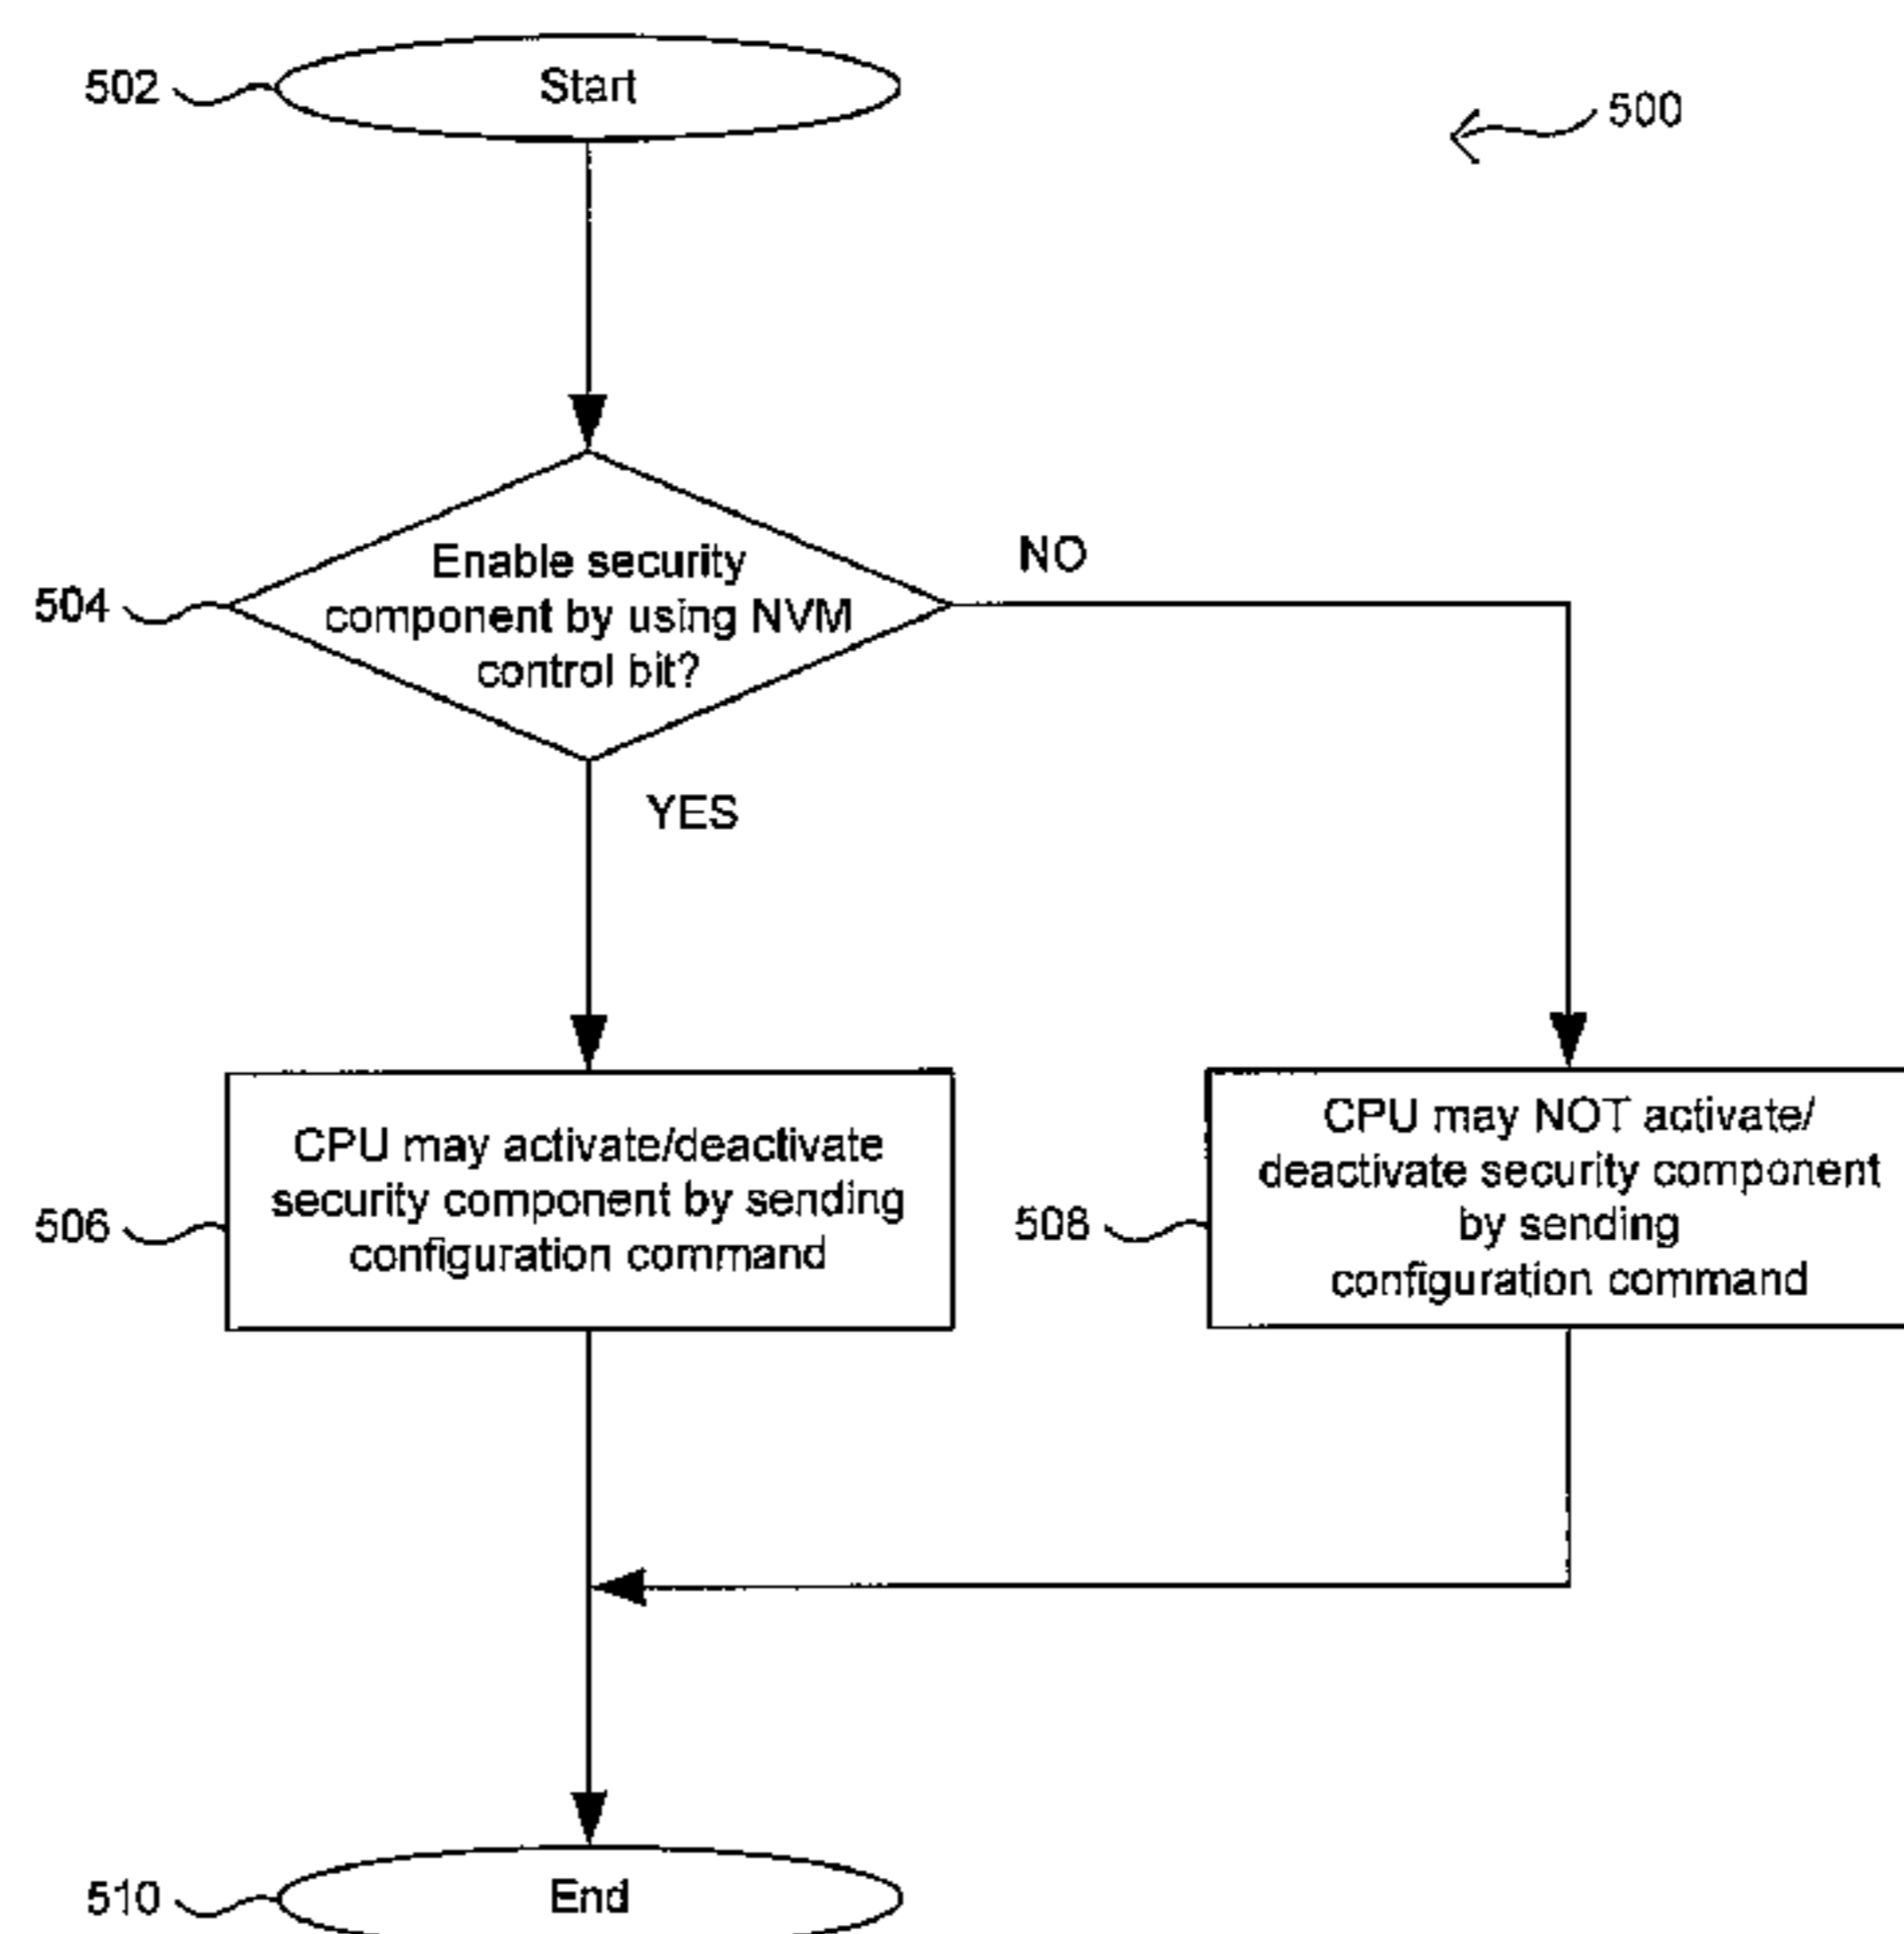 502
Start
500
504
Enable security
component by using NVM
control bit?
NO
YES
506
CPU may activate/deactivate
security component by sending
configuration command
508
CPU may NOT activate/
deactivate security component
by sending
configuration command
510
End